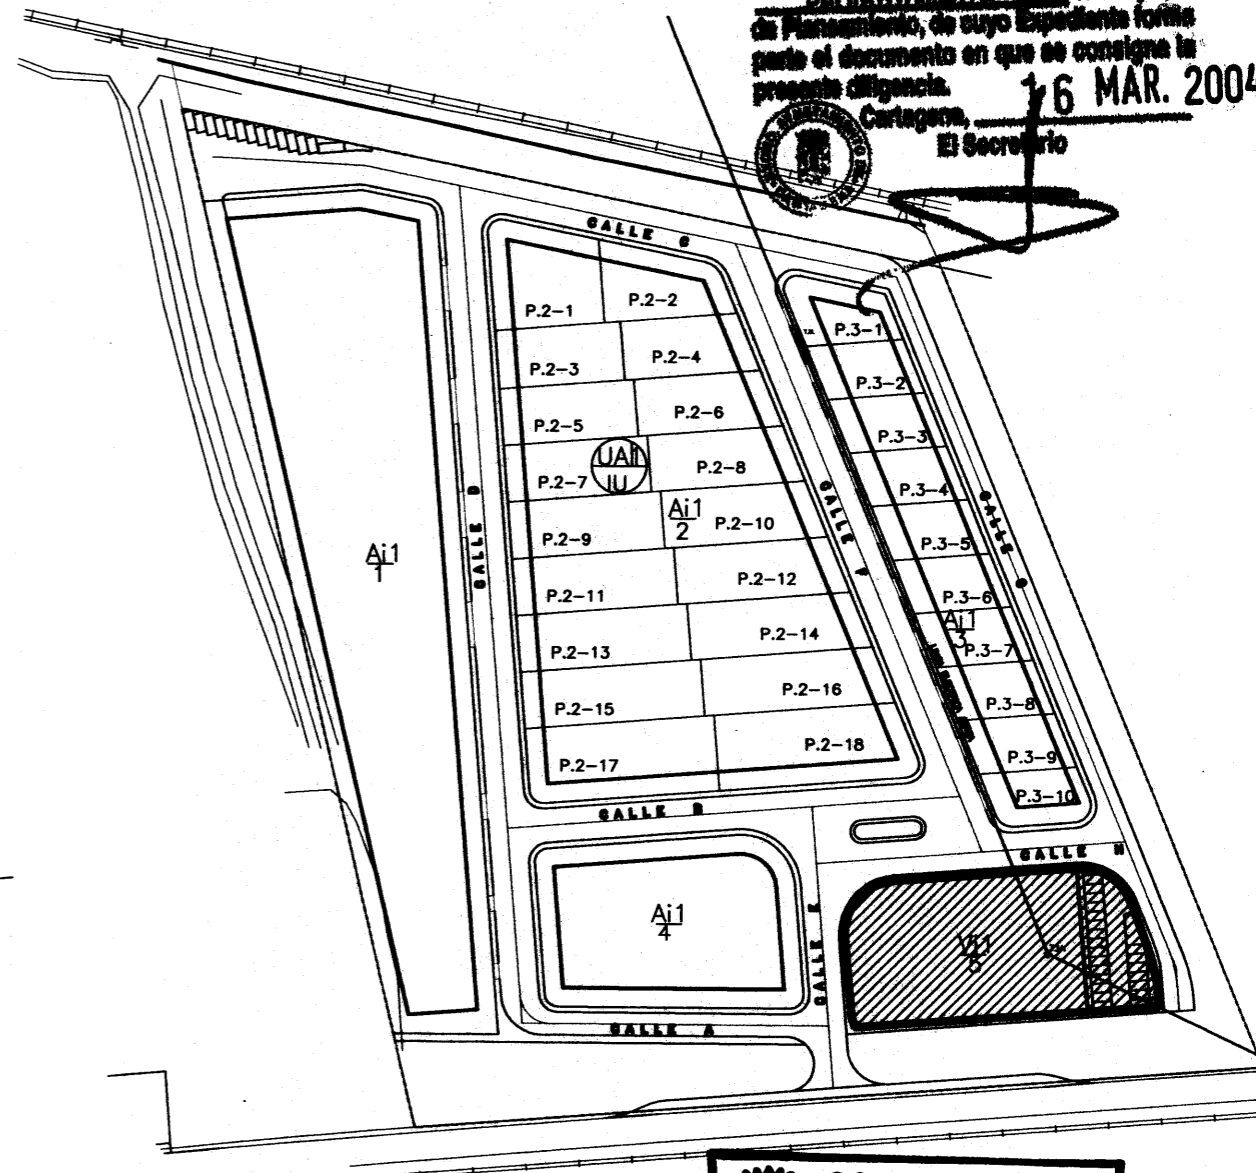 de Planeamiento, de cuyo Expediente forma
parte el documento en que se consigna la
presente diligencia.
Cartagena, 16 MAR. 2004
El Secretario
CALLE C
P.2-1
P.2-2
P.2-3
P.2-4
P.2-5
P.2-6
P.2-7
P.2-8
P.2-9
P.2-10
P.2-11
P.2-12
P.2-13
P.2-14
P.2-15
P.2-16
P.2-17
P.2-18
UA1
IU
Ai1
2
Ai1
1
CALLE D
CALLE F
CALLE G
P.3-1
P.3-2
P.3-3
P.3-4
P.3-5
P.3-6
Ai1
3
P.3-7
P.3-8
P.3-9
P.3-10
CALLE B
CALLE H
Ai1
4
CALLE E
5
CALLE A